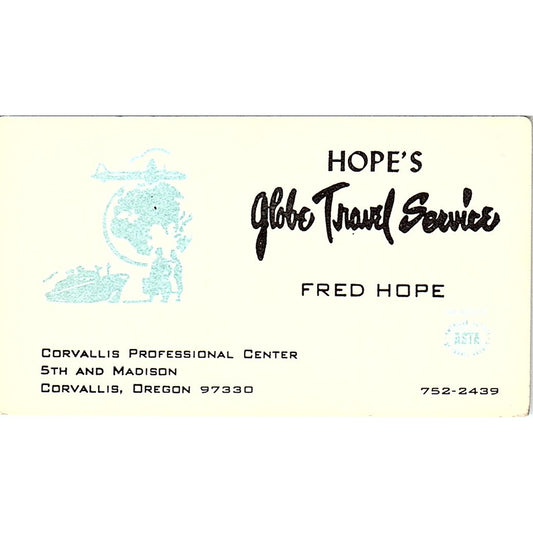 HOPE'S
Globe Travel Service
FRED HOPE
ASTA
CORVALLIS PROFESSIONAL CENTER
5TH AND MADISON
CORVALLIS, OREGON 97330
752-2439